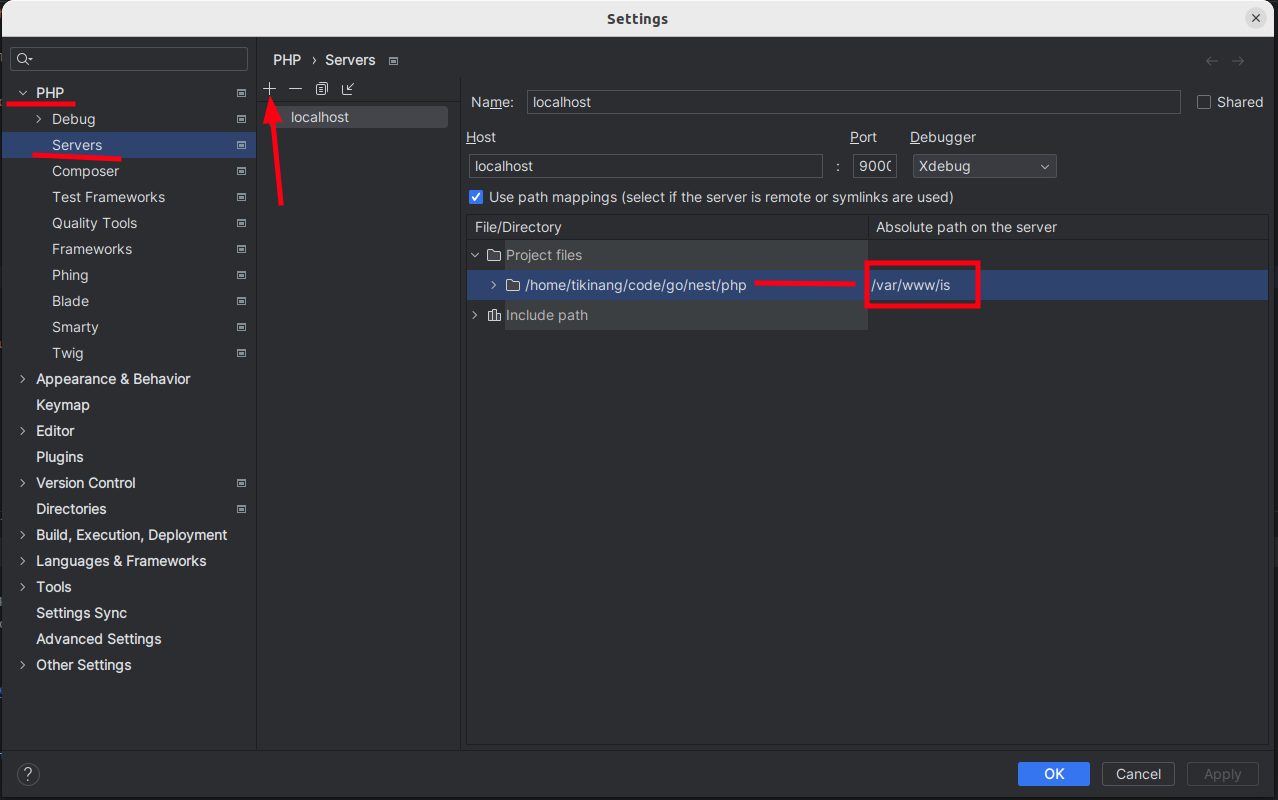 Settings
PHP › Servers
PHP
Debug
Servers
Composer
Test Frameworks
Quality Tools
Frameworks
Phing
Blade
Smarty
Twig
Appearance & Behavior
Keymap
Editor
Plugins
Version Control
Directories
Build, Execution, Deployment
Languages & Frameworks
Tools
Settings Sync
Advanced Settings
Other Settings
localhost
Name: localhost Shared
Host Port Debugger
localhost : 9000 Xdebug
Use path mappings (select if the server is remote or symlinks are used)
File/Directory Absolute path on the server
Project files
/home/tikinang/code/go/nest/php /var/www/is
Include path
? OK Cancel Apply